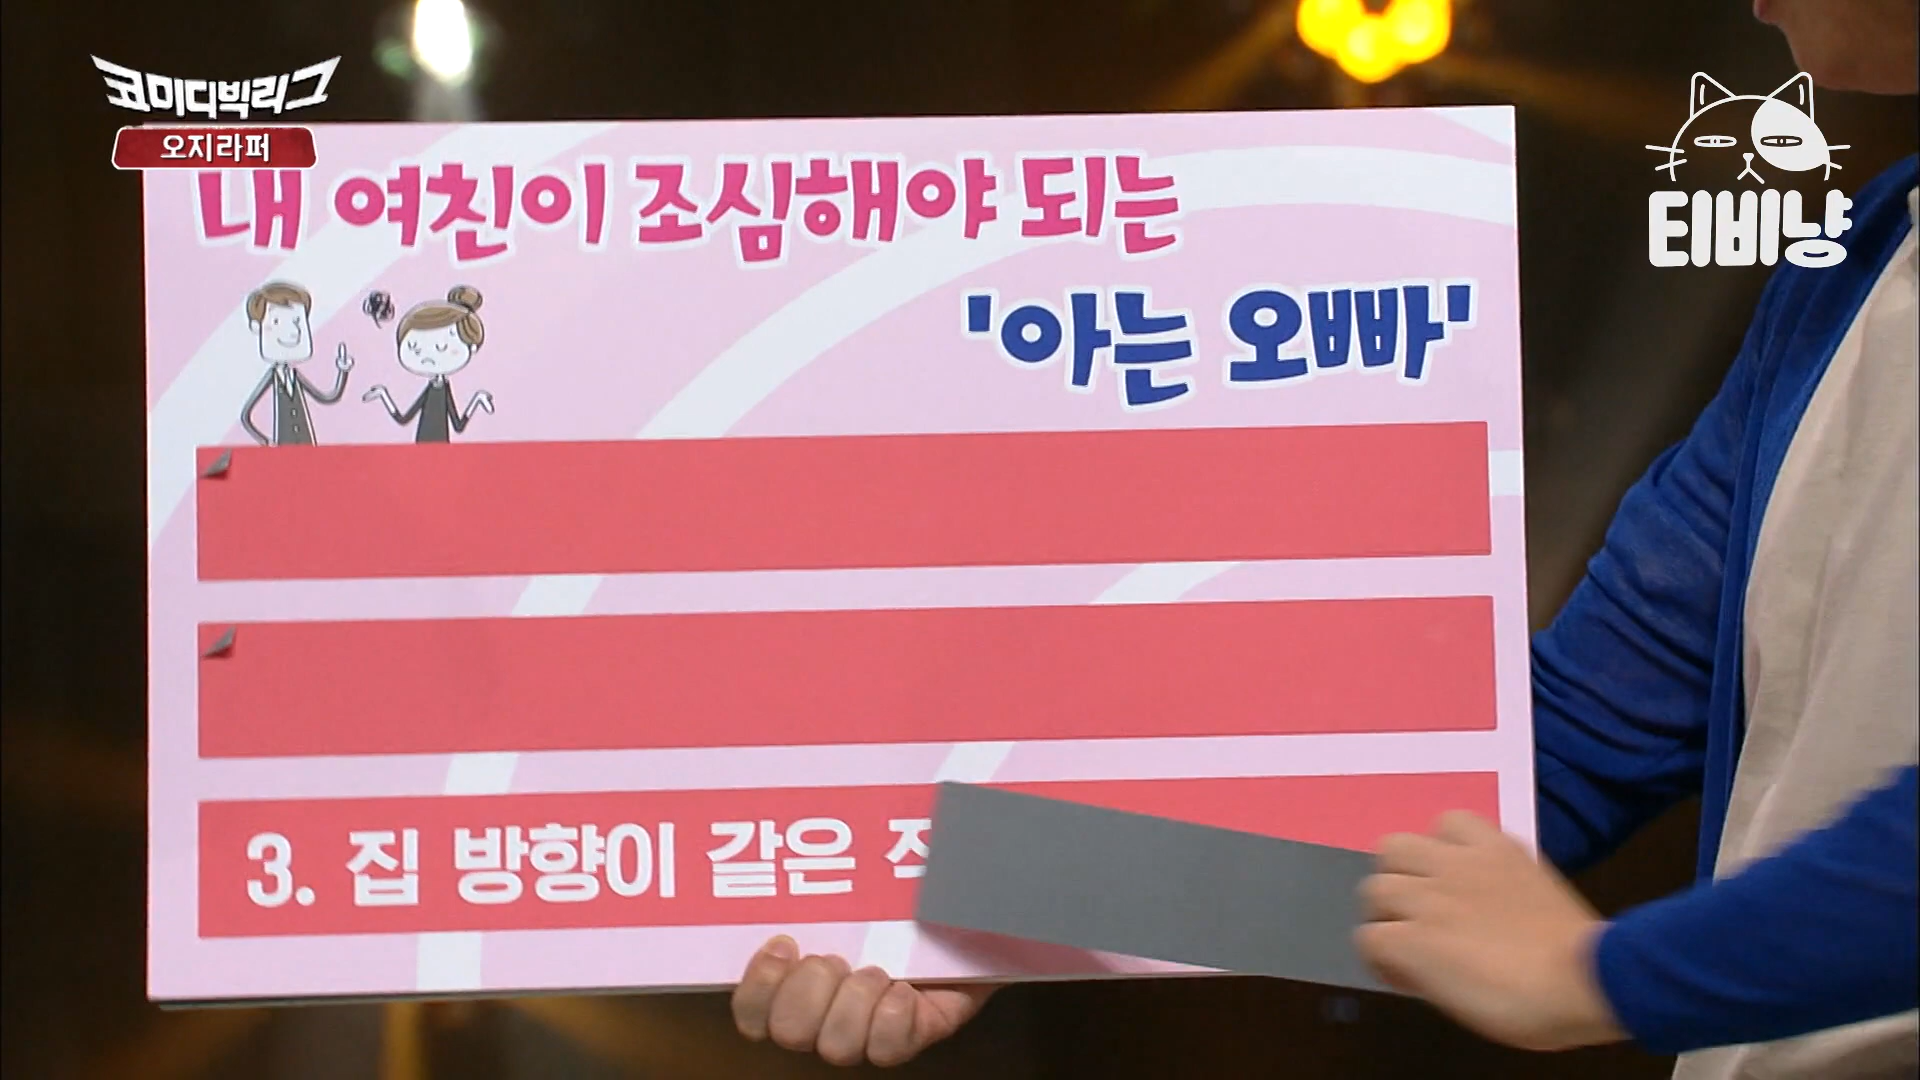 코미디빅리그
오지라퍼
티비냥
내 여친이 조심해야 되는
'아는 오빠'
3. 집 방향이 같은